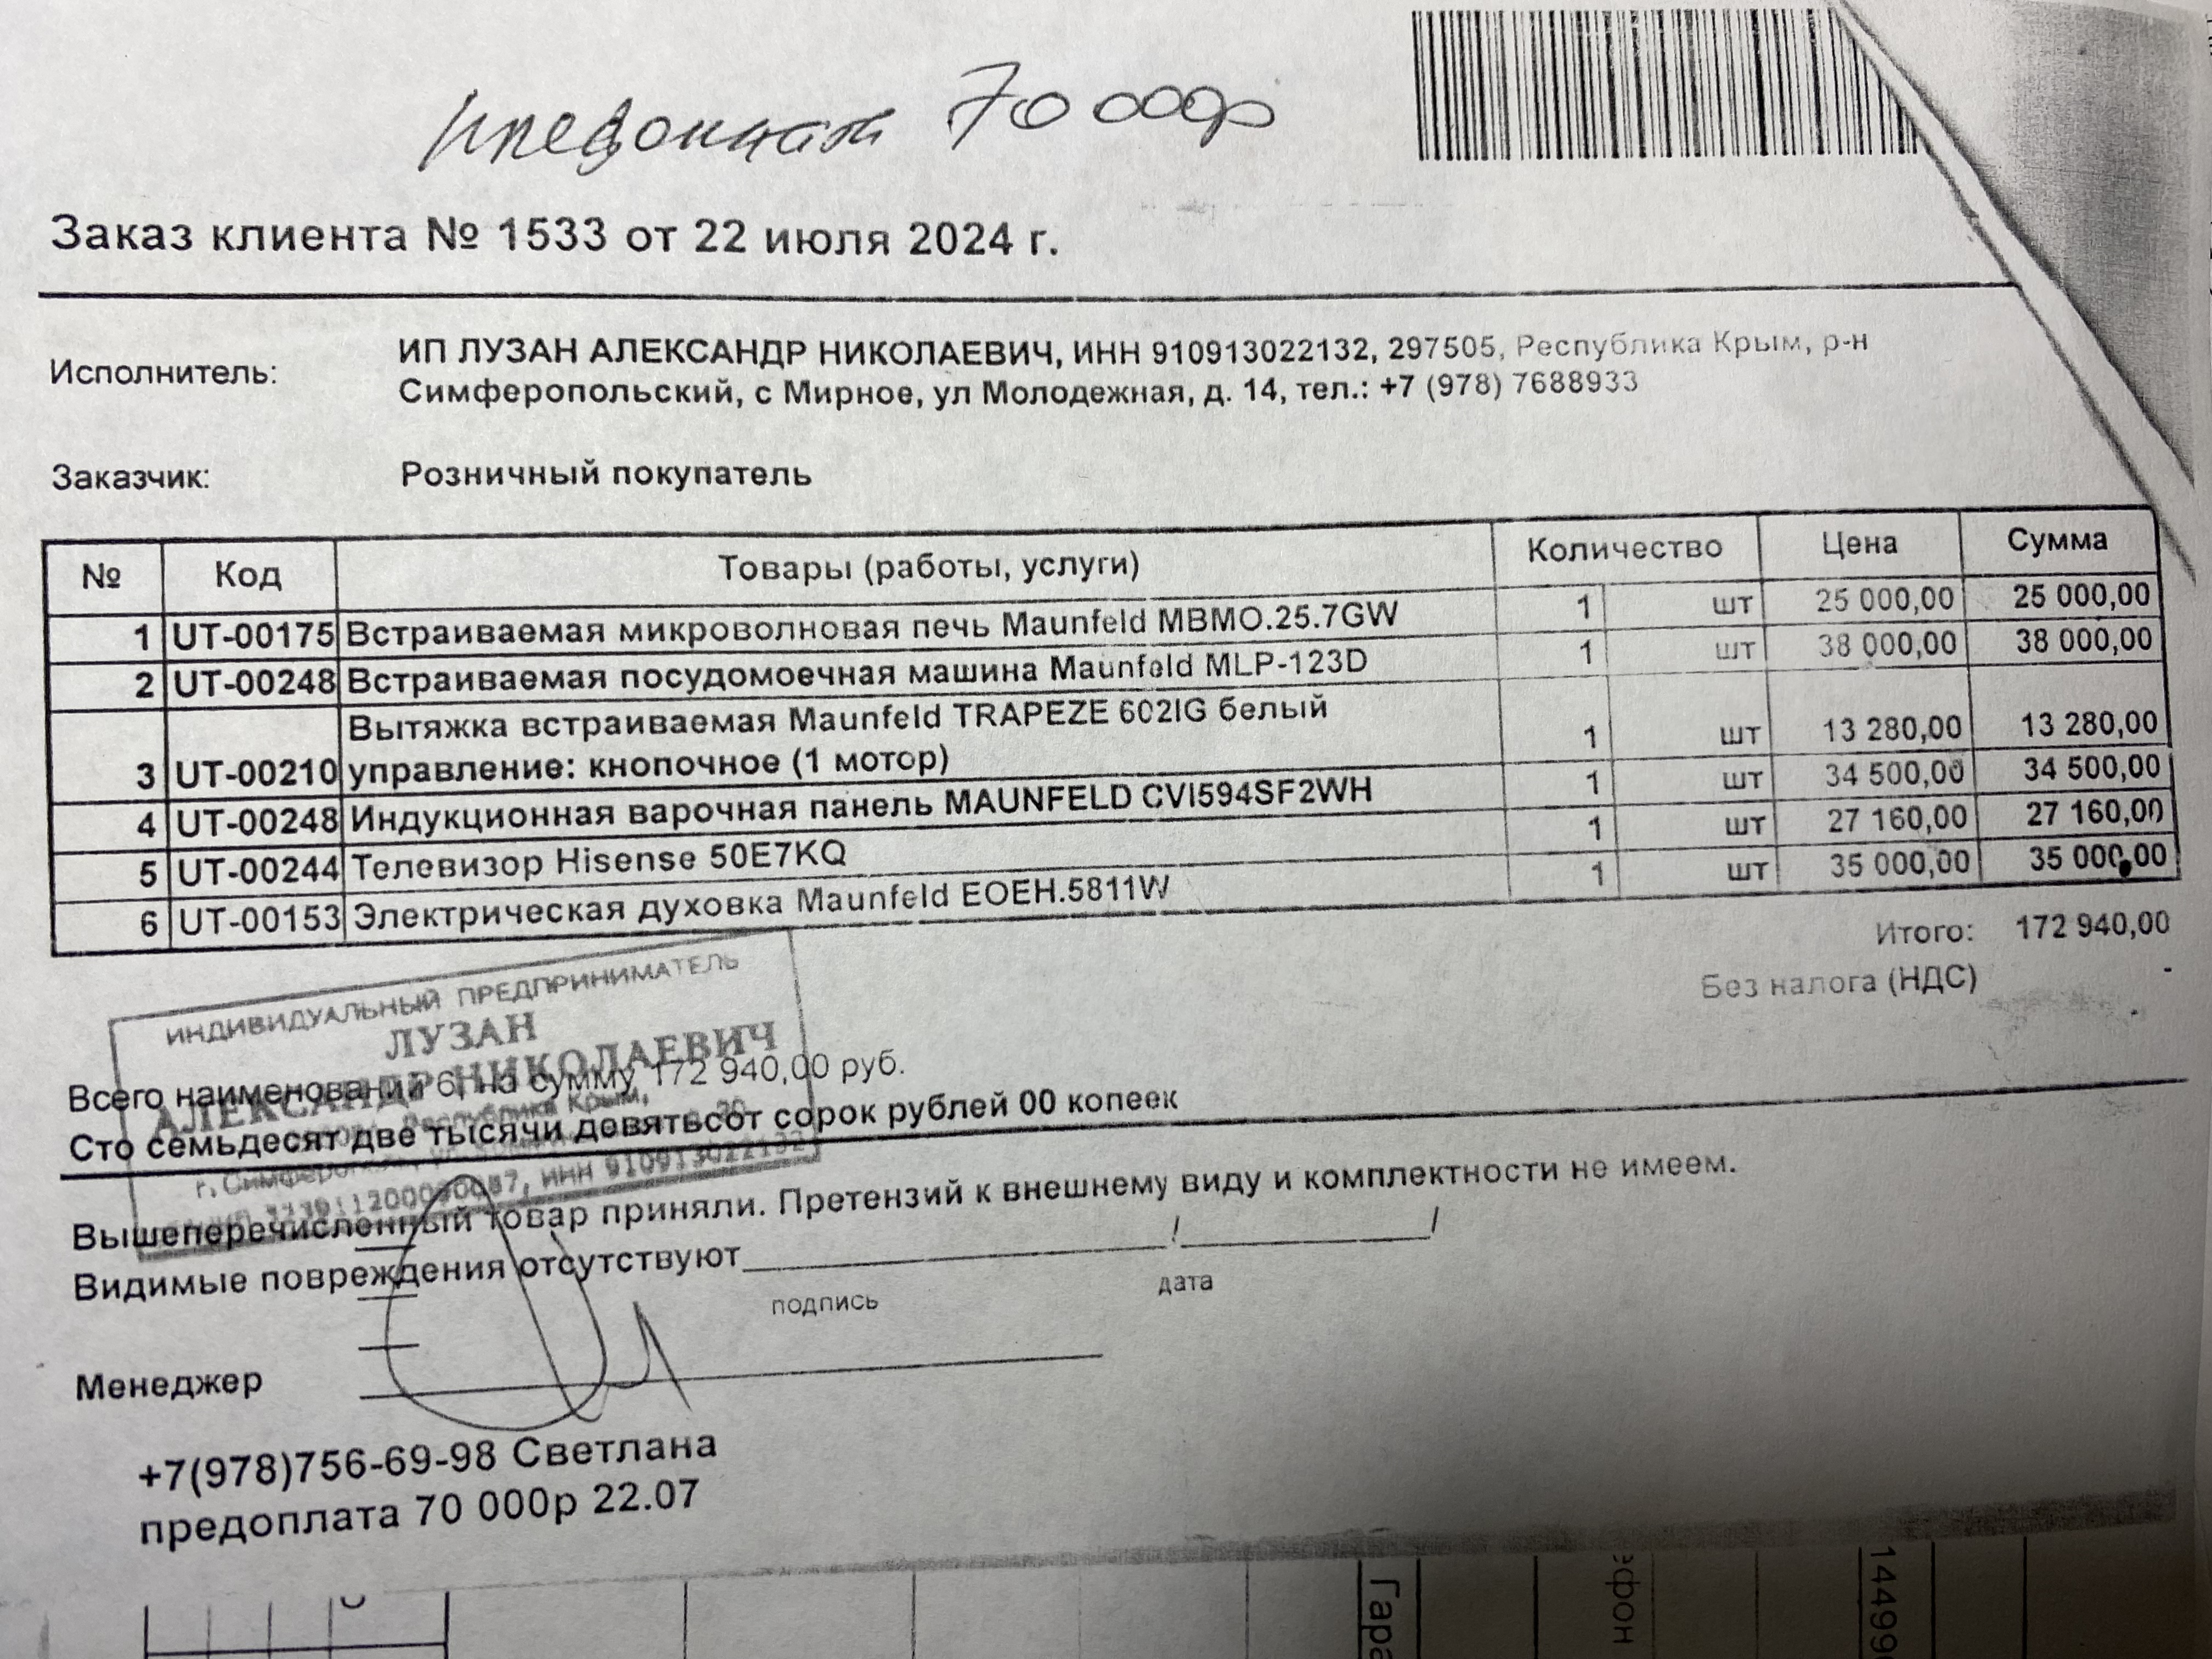 предоплата 70 000р
Заказ клиента № 1533 от 22 июля 2024 г.
Исполнитель: ИП ЛУЗАН АЛЕКСАНДР НИКОЛАЕВИЧ, ИНН 910913022132, 297505, Республика Крым, р-н
Симферопольский, с Мирное, ул Молодежная, д. 14, тел.: +7 (978) 7688933
Заказчик: Розничный покупатель
№ Код Товары (работы, услуги) Количество Цена Сумма
1 UT-00175 Встраиваемая микроволновая печь Maunfeld MBMO.25.7GW 1 шт 25 000,00 25 000,00
2 UT-00248 Встраиваемая посудомоечная машина Maunfeld MLP-123D 1 шт 38 000,00 38 000,00
Вытяжка встраиваемая Maunfeld TRAPEZE 602IG белый
3 UT-00210 управление: кнопочное (1 мотор) 1 шт 13 280,00 13 280,00
4 UT-00248 Индукционная варочная панель MAUNFELD CVI594SF2WH 1 шт 34 500,00 34 500,00
5 UT-00244 Телевизор Hisense 50E7KQ 1 шт 27 160,00 27 160,00
6 UT-00153 Электрическая духовка Maunfeld EOEH.5811W 1 шт 35 000,00 35 000,00
Итого: 172 940,00
Без налога (НДС) -
ИНДИВИДУАЛЬНЫЙ ПРЕДПРИНИМАТЕЛЬ
ЛУЗАН
АЛЕКСАНДР НИКОЛАЕВИЧ
Республика Крым,
г. Симферополь,
ИНН 910913022132
Всего наименований 6, на сумму 172 940,00 руб.
Сто семьдесят две тысячи девятьсот сорок рублей 00 копеек
Вышеперечисленный товар приняли. Претензий к внешнему виду и комплектности не имеем.
Видимые повреждения отсутствуют / /
подпись дата
Менеджер
+7(978)756-69-98 Светлана
предоплата 70 000р 22.07